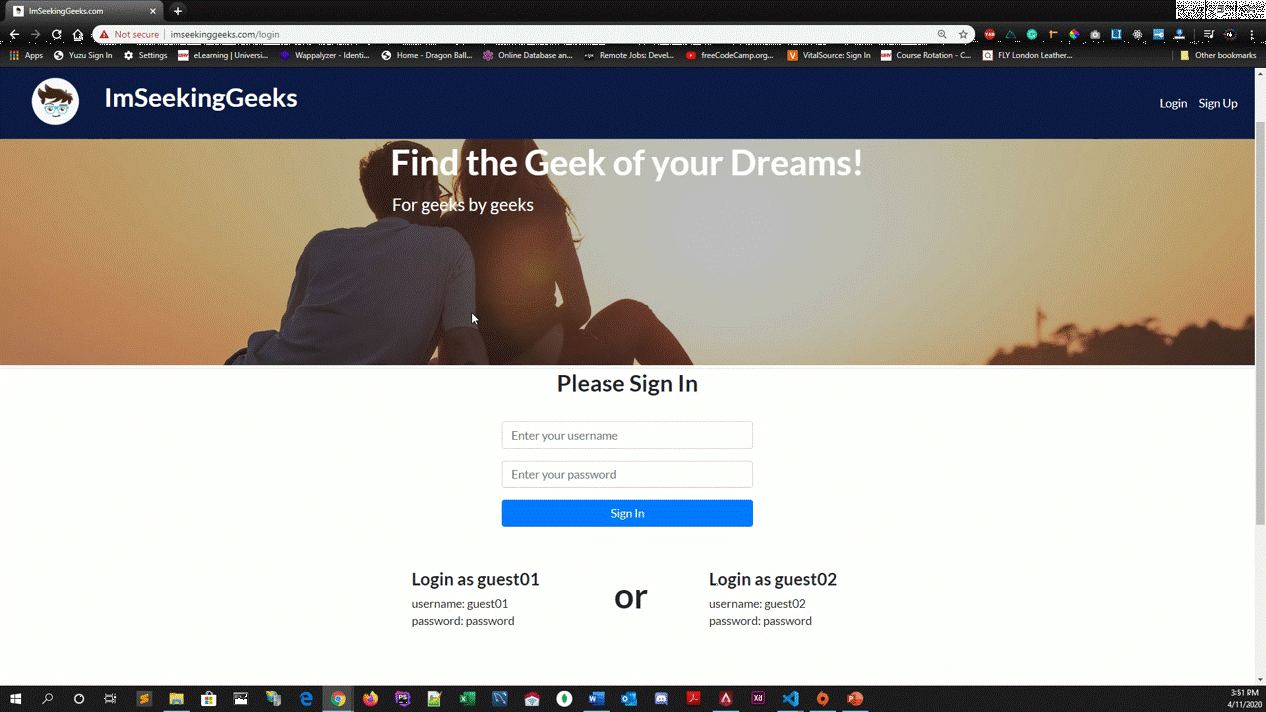 ImSeekingGeeks.com
Not secure
imseekinggeeks.com/login
Apps
Yuzu Sign In
Settings
eLearning | Universi...
Wappalyzer - Identi...
Home - Dragon Ball...
Online Database an...
Remote Jobs: Devel...
freeCodeCamp.org...
VitalSource: Sign In
Course Rotation - C...
FLY London Leather...
Other bookmarks
ImSeekingGeeks
Login
Sign Up
Find the Geek of your Dreams!
For geeks by geeks
Please Sign In
Enter your username
Enter your password
Sign In
Login as guest01
username: guest01
password: password
or
Login as guest02
username: guest02
password: password
3:51 PM
4/11/2020